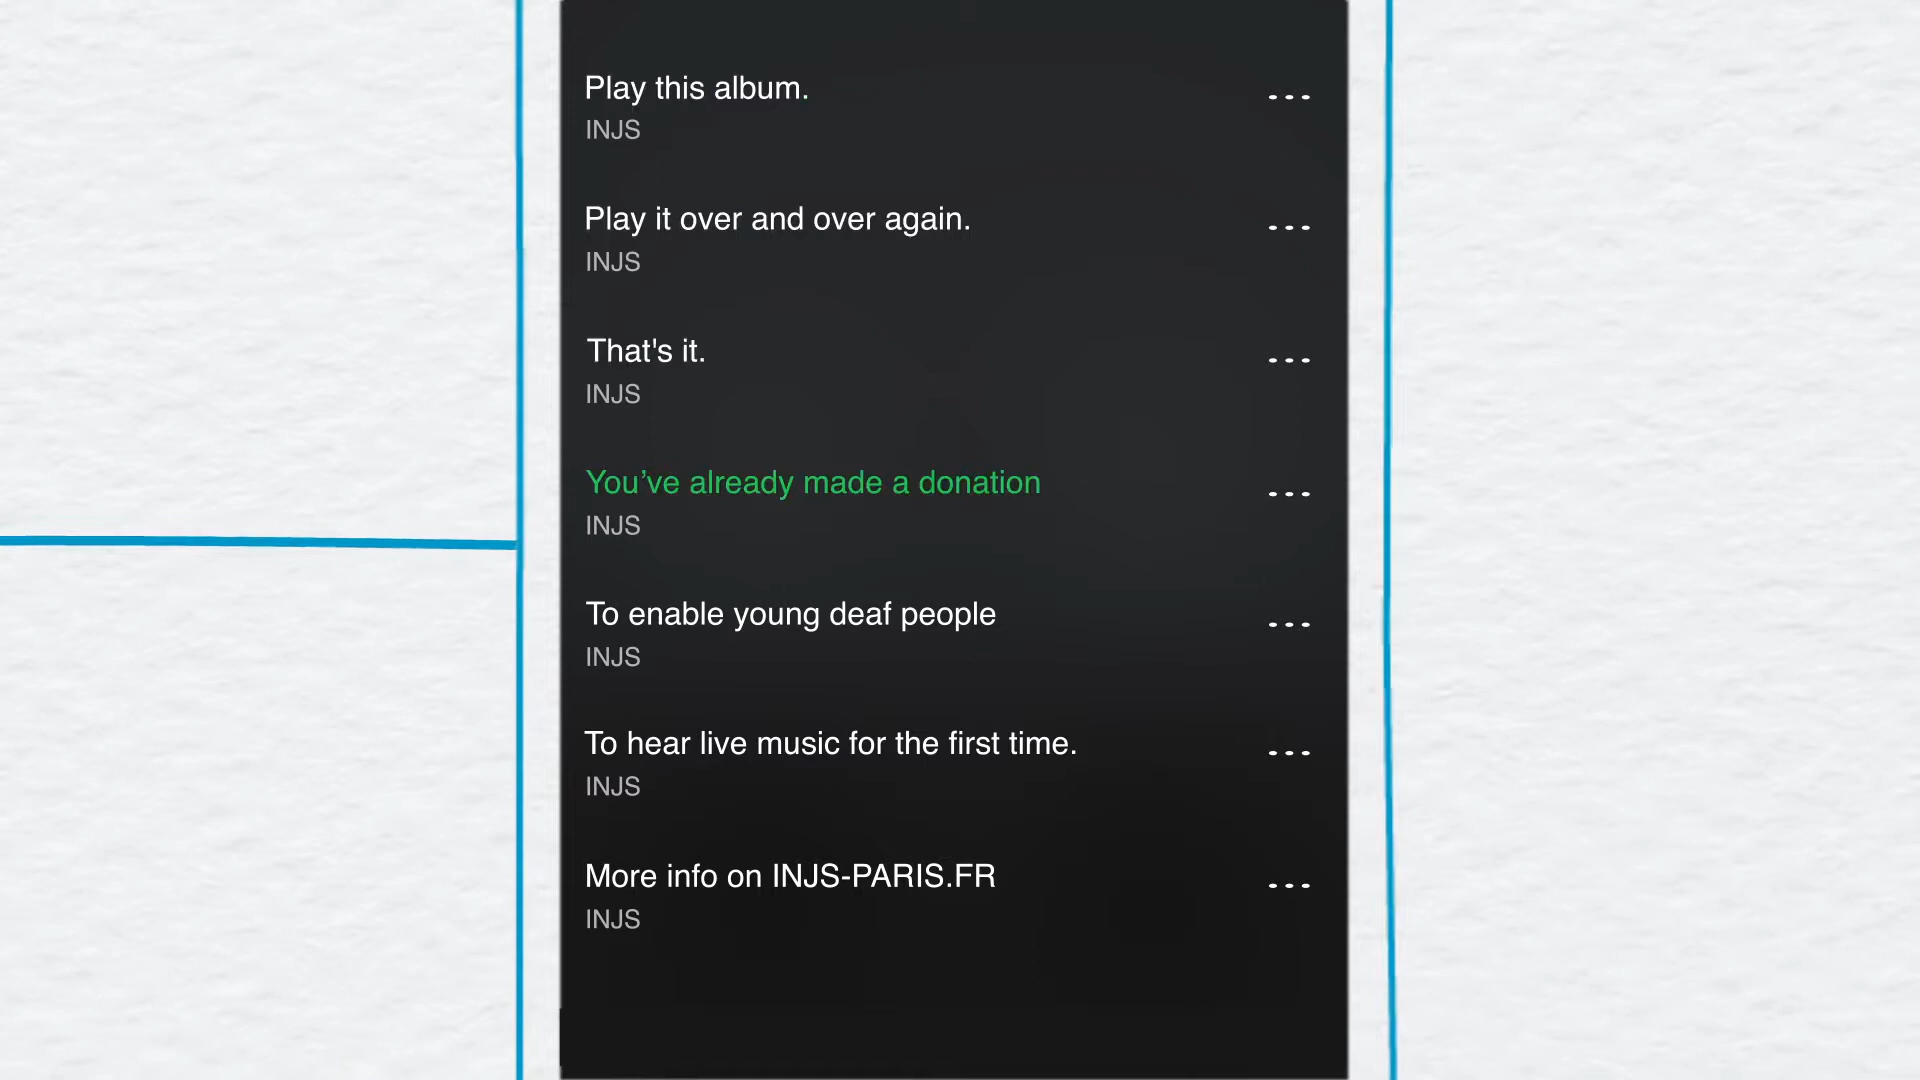 Play this album.
INJS
Play it over and over again.
INJS
That's it.
INJS
You’ve already made a donation
INJS
To enable young deaf people
INJS
To hear live music for the first time.
INJS
More info on INJS-PARIS.FR
INJS